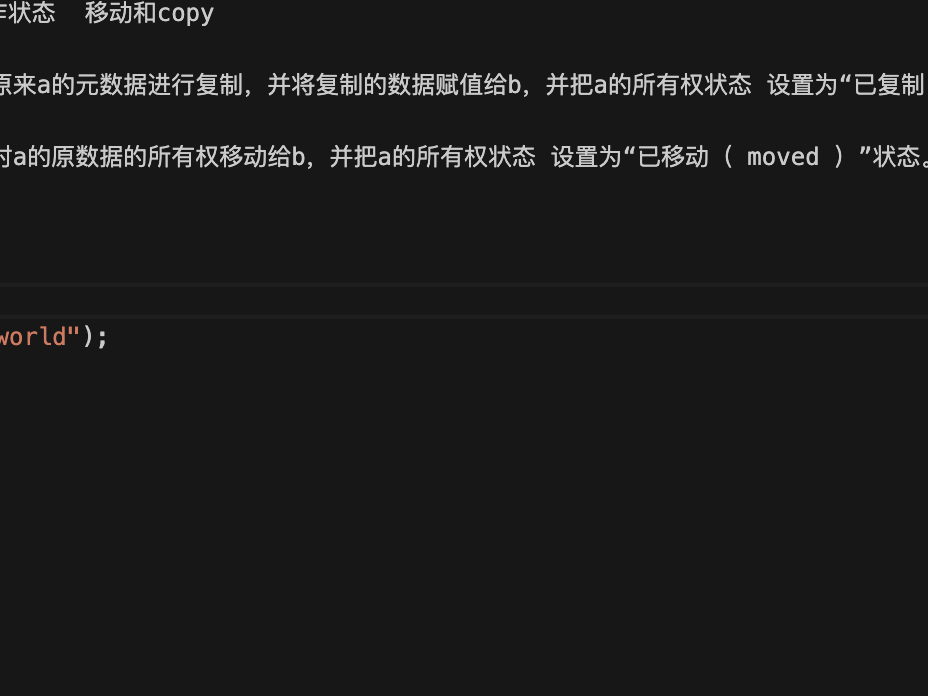 作状态  移动和copy
原来a的元数据进行复制，并将复制的数据赋值给b，并把a的所有权状态 设置为“已复制
时a的原数据的所有权移动给b，并把a的所有权状态 设置为“已移动 ( moved ) ”状态。
world");